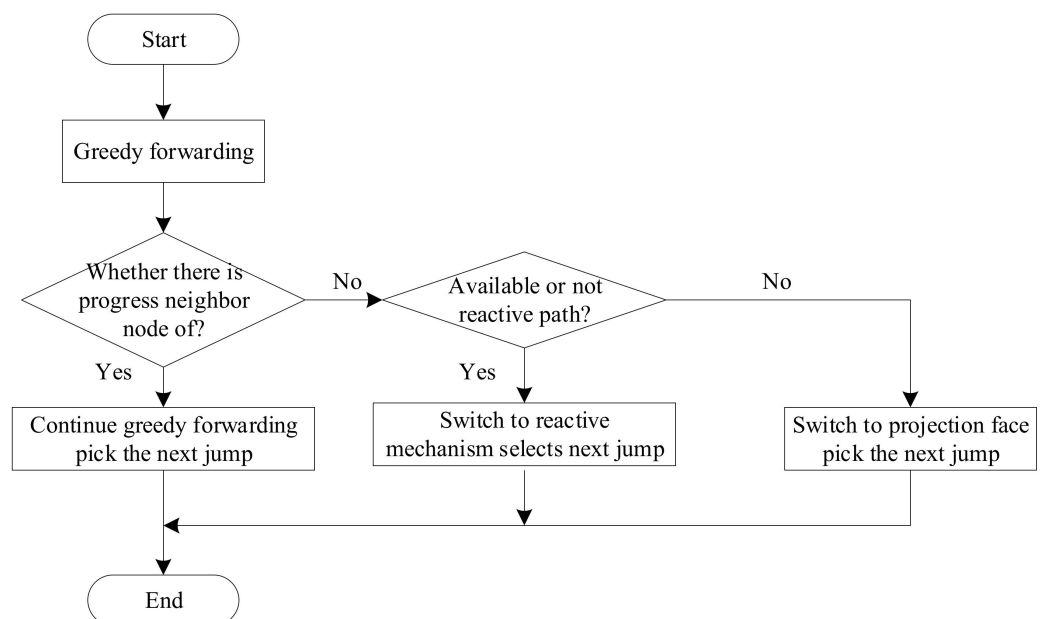 Start
Greedy forwarding
Whether there is
progress neighbor
node of?
No
Available or not
reactive path?
No
Yes
Yes
Continue greedy forwarding
pick the next jump
Switch to reactive
mechanism selects next jump
Switch to projection face
pick the next jump
End